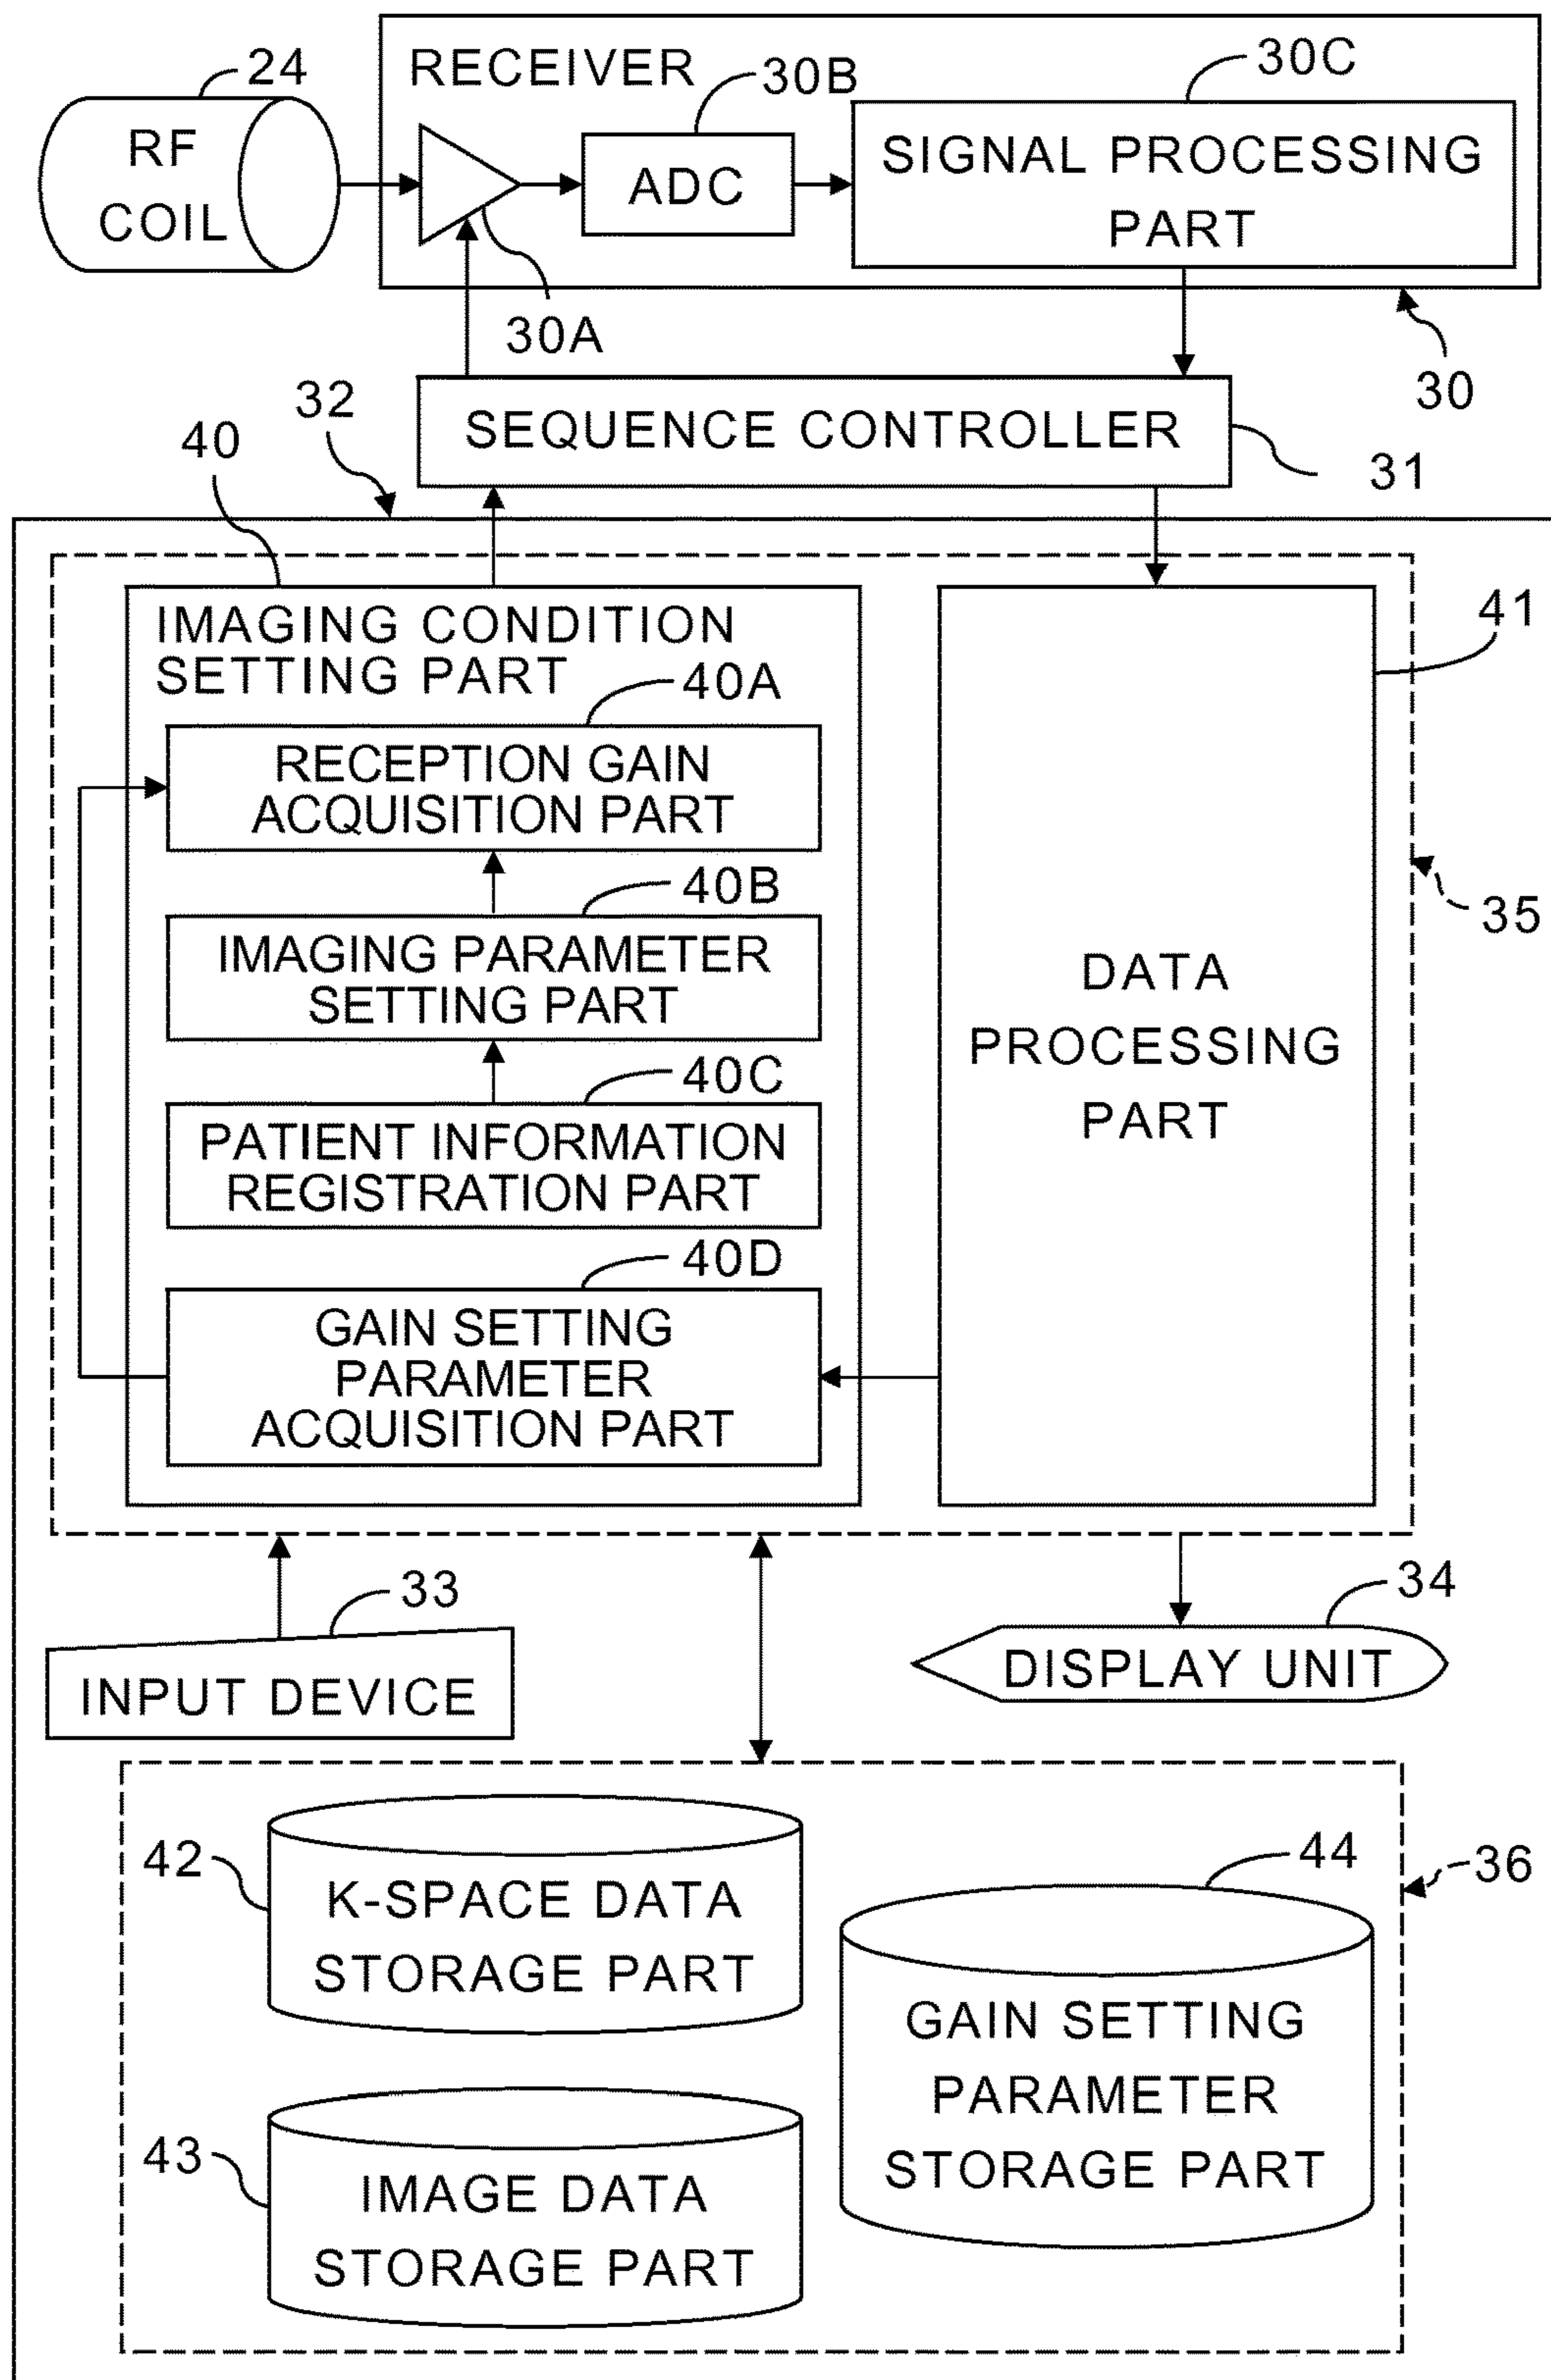 24
RF
COIL
RECEIVER
30B
30C
ADC
SIGNAL PROCESSING
PART
30A
30
32
40
SEQUENCE CONTROLLER
31
IMAGING CONDITION
SETTING PART
40A
RECEPTION GAIN
ACQUISITION PART
40B
IMAGING PARAMETER
SETTING PART
40C
PATIENT INFORMATION
REGISTRATION PART
40D
GAIN SETTING
PARAMETER
ACQUISITION PART
41
DATA
PROCESSING
PART
35
33
INPUT DEVICE
34
DISPLAY UNIT
42
K-SPACE DATA
STORAGE PART
43
IMAGE DATA
STORAGE PART
44
GAIN SETTING
PARAMETER
STORAGE PART
36